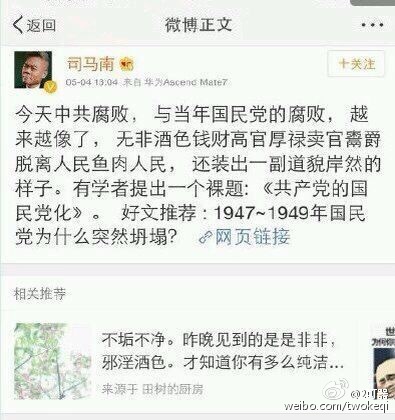 返回
微博正文
司马南
+关注
05-04 13:04 来自 华为Ascend Mate7
今天中共腐败，与当年国民党的腐败，越
来越像了，无非酒色钱财高官厚禄卖官鬻爵
脱离人民鱼肉人民，还装出一副道貌岸然的
样子。有学者提出一个裸题：《共产党的国
民党化》。 好文推荐：1947~1949年国民
党为什么突然坍塌？ 网页链接
相关推荐
不垢不净。昨晚见到的是是非非，
邪淫酒色。才知道你有多么纯洁...
来源于 田树的厨房
为何你
weibo.com/twokeqi